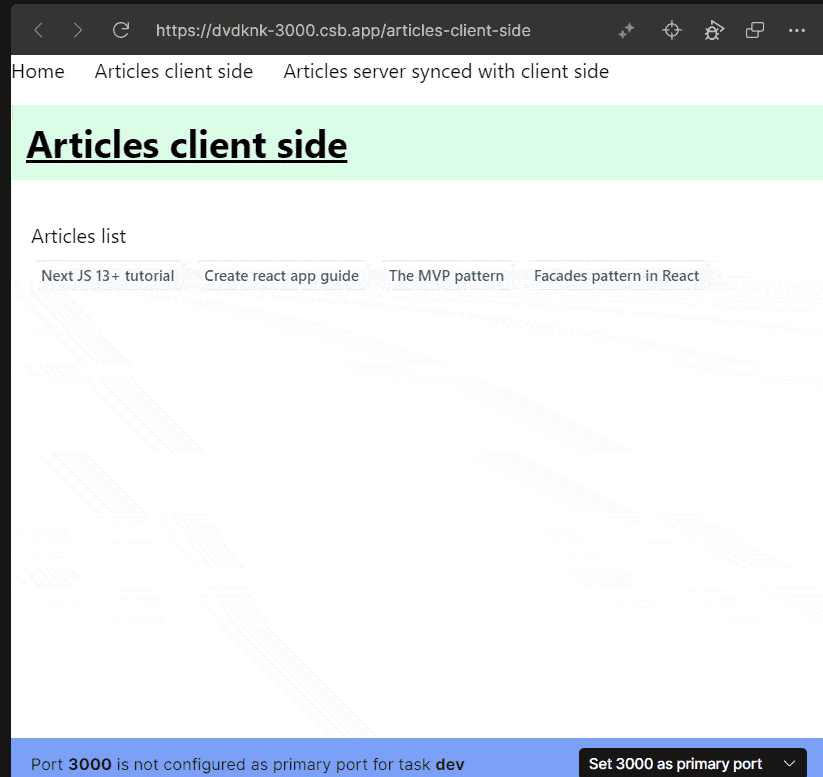 https://dvdknk-3000.csb.app/articles-client-side
Home Articles client side Articles server synced with client side
Articles client side
Articles list
Next JS 13+ tutorial Create react app guide The MVP pattern Facades pattern in React
Port 3000 is not configured as primary port for task dev Set 3000 as primary port